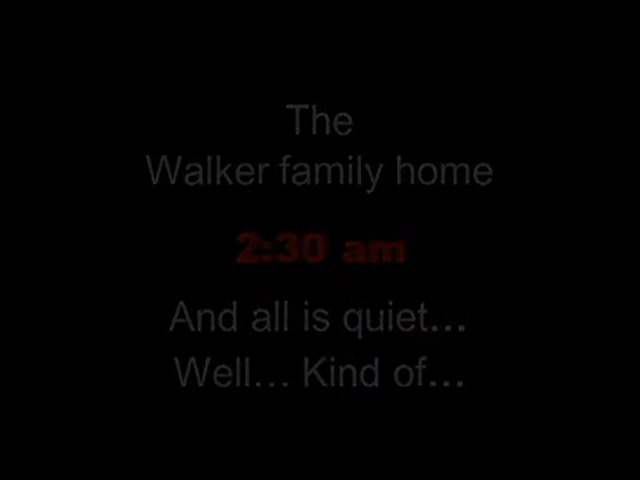 The
Walker family home
2:30 am
And all is quiet...
Well... Kind of...